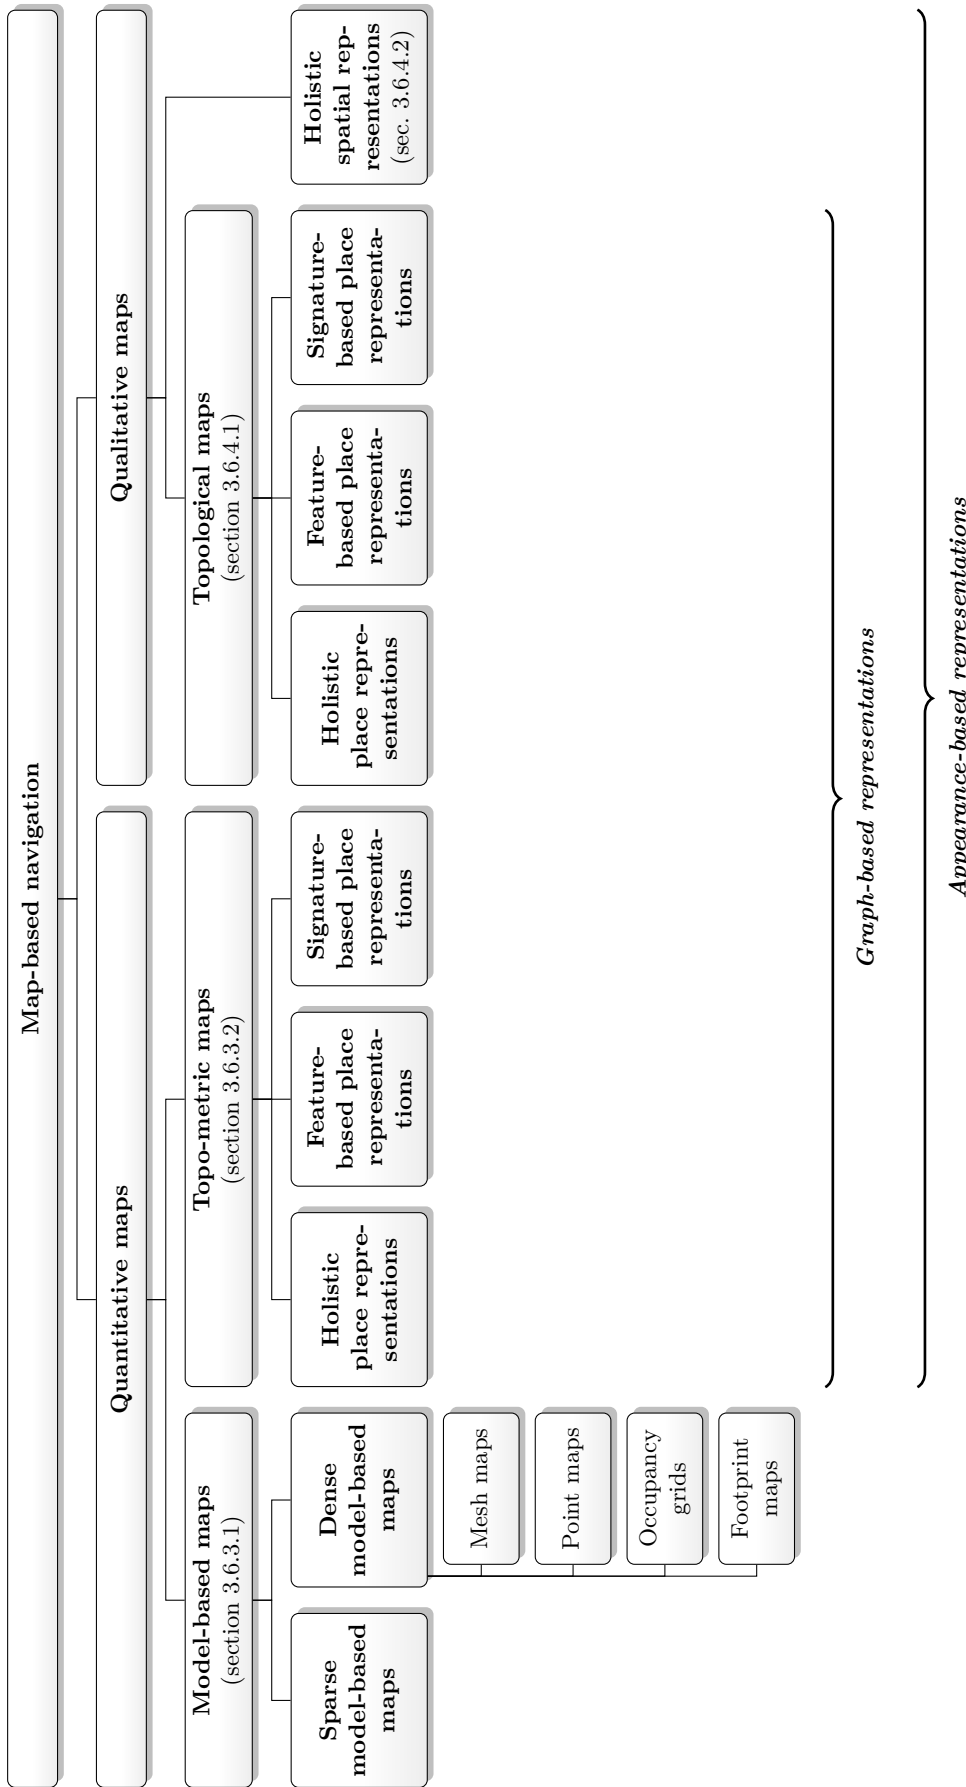 Map-based navigation
Quantitative maps
Qualitative maps
Model-based maps
(section 3.6.3.1)
Topo-metric maps
(section 3.6.3.2)
Topological maps
(section 3.6.4.1)
Sparse
model-based
maps
Dense
model-based
maps
Holistic
place repre-
sentations
Feature-
based place
representa-
tions
Signature-
based place
representa-
tions
Holistic
place repre-
sentations
Feature-
based place
representa-
tions
Signature-
based place
representa-
tions
Holistic
spatial rep-
resentations
(sec. 3.6.4.2)
Mesh maps
Point maps
Occupancy
grids
Footprint
maps
Graph-based representations
Appearance-based representations